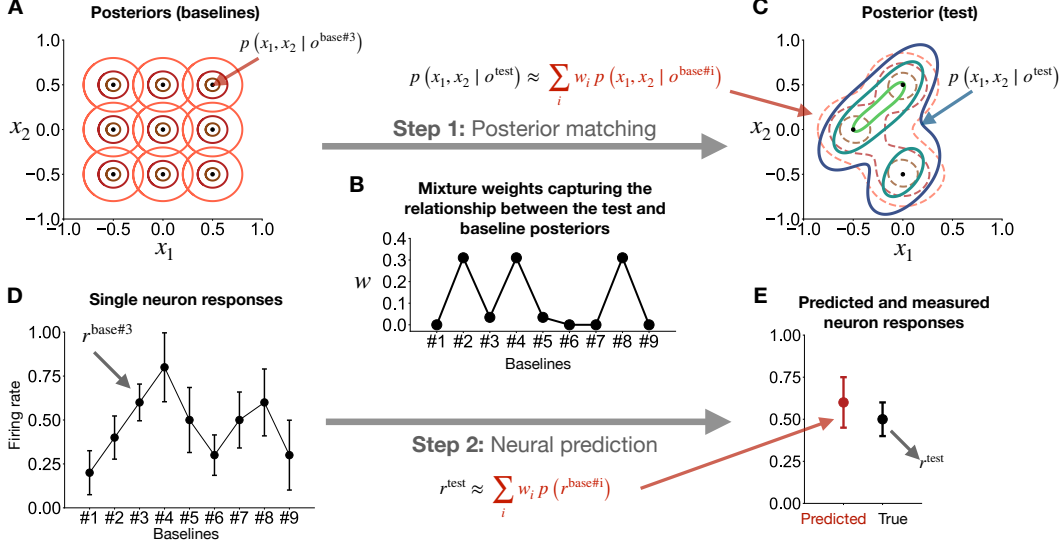 A
Posteriors (baselines)
p (x₁, x₂ | o^base#3)
1.0
0.5
0.0
−0.5
−1.0
x₂
−1.0 −0.5 0.0 0.5 1.0
x₁
p (x₁, x₂ | o^test) ≈ ∑_i w_i p (x₁, x₂ | o^base#i)
Step 1: Posterior matching
B
Mixture weights capturing the
relationship between the test and
baseline posteriors
0.4
0.3
0.2
0.1
0.0
w
#1 #2 #3 #4 #5 #6 #7 #8 #9
Baselines
C
Posterior (test)
p (x₁, x₂ | o^test)
1.0
0.5
0.0
−0.5
−1.0
x₂
−1.0 −0.5 0.0 0.5 1.0
x₁
D
Single neuron responses
r^base#3
1.00
0.75
0.50
0.25
0.00
Firing rate
#1 #2 #3 #4 #5 #6 #7 #8 #9
Baselines
Step 2: Neural prediction
r^test ≈ ∑_i w_i p (r^base#i)
E
Predicted and measured
neuron responses
1.00
0.75
0.50
0.25
0.00
r^test
Predicted True